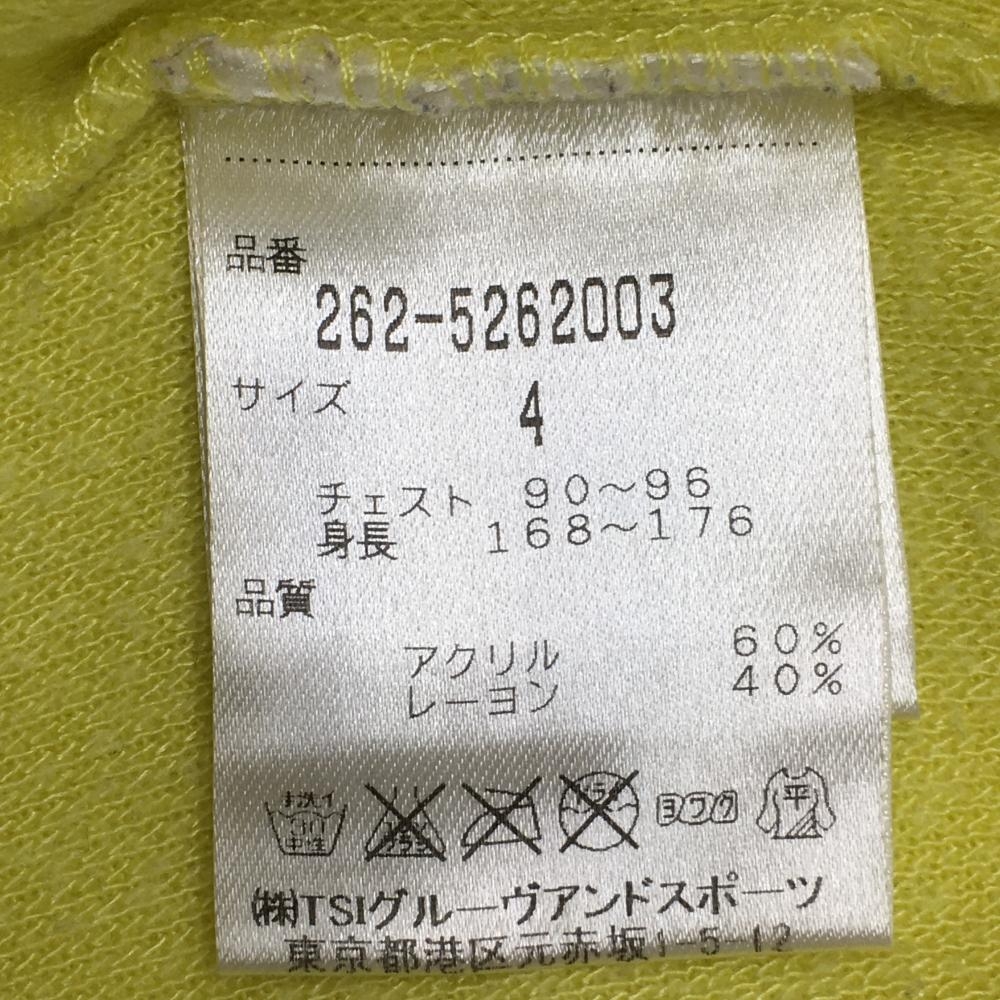 品番
262-5262003
サイズ 4
チェスト 90～96
身長 168～176
品質
アクリル 60%
レーヨン 40%
手洗イ 30 中性 平
㈱TSIグルーヴアンドスポーツ
東京都港区元赤坂1-5-12